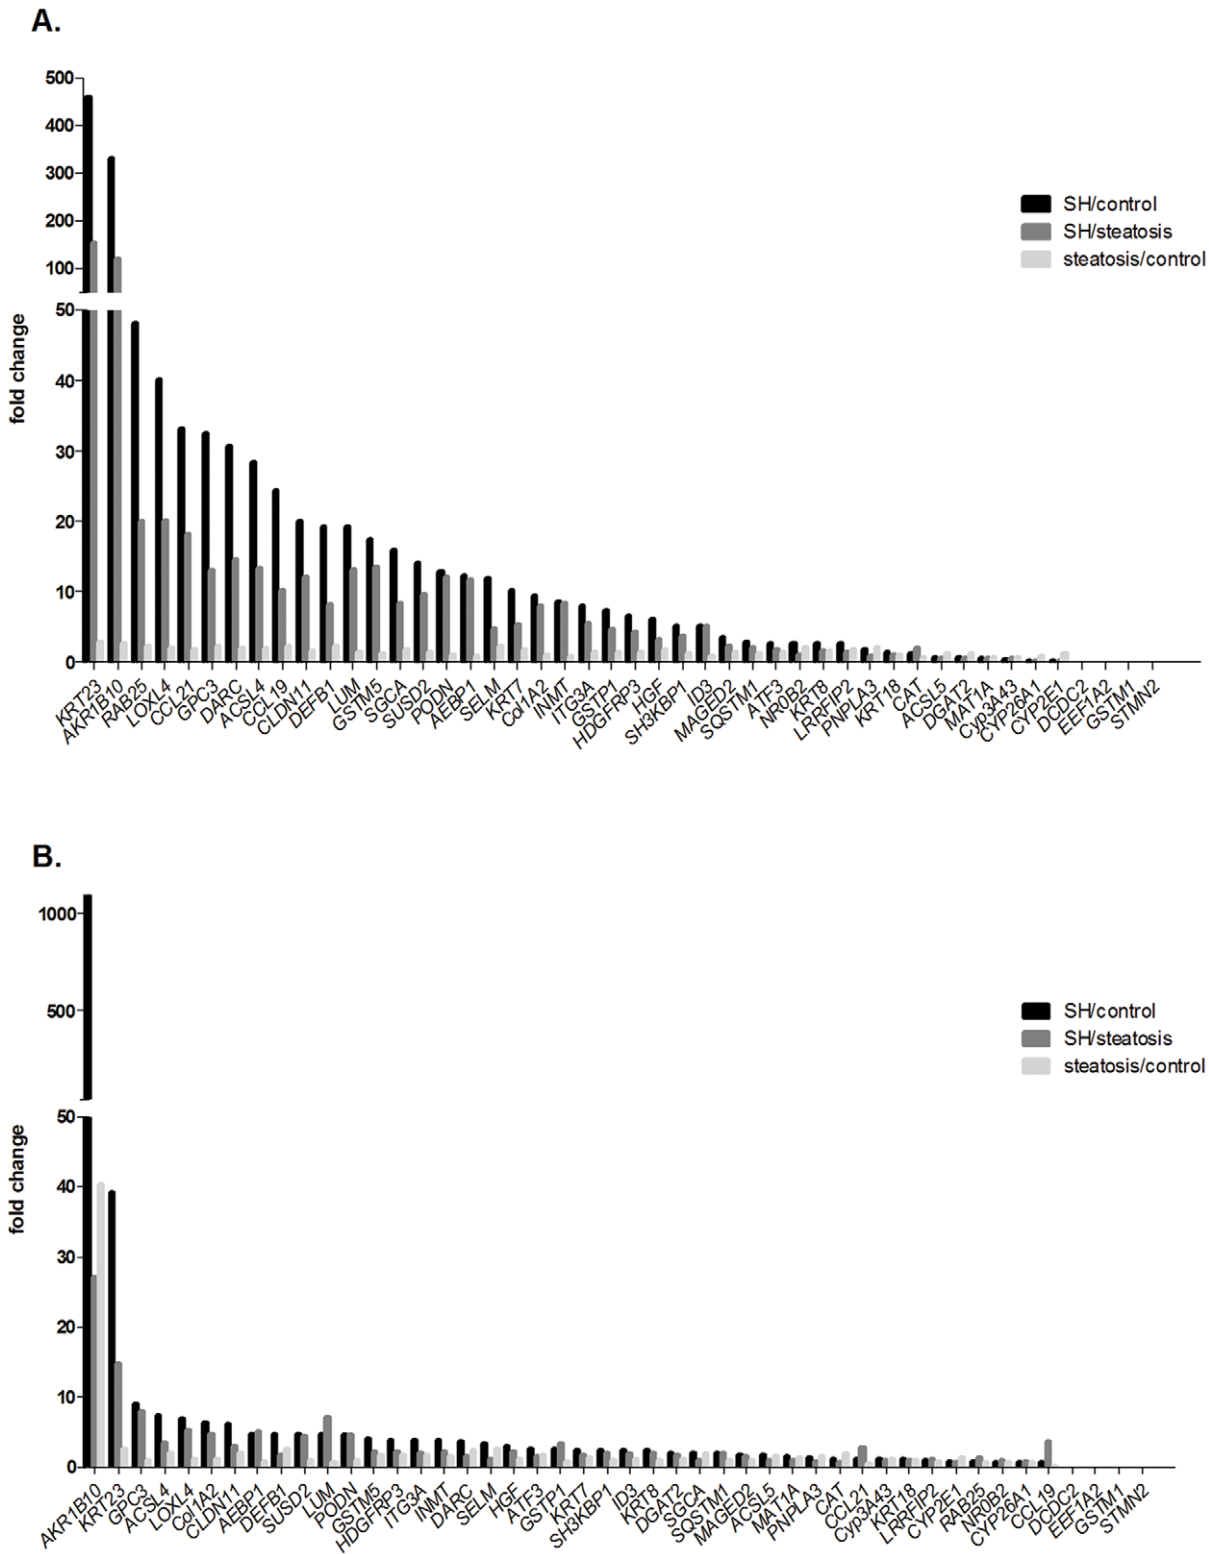 A.
500
400
300
200
100
50
40
30
20
10
0
fold change
SH/control
SH/steatosis
steatosis/control
KRT23
AKR1B10
RAB25
LOXL4
CCL21
GPC3
DARC
ACSL4
CCL19
CLDN11
DEFB1
LUM
GSTM5
SGCA
SUSD2
PODN
AEBP1
SELM
KRT7
Col1A2
INMT
ITG3A
GSTP1
HDGFRP3
HGF
SH3KBP1
ID3
MAGED2
SQSTM1
ATF3
NR0B2
KRT8
LRRFIP2
PNPLA3
KRT18
CAT
ACSL5
DGAT2
MAT1A
Cyp3A43
CYP26A1
CYP2E1
DCDC2
EEF1A2
GSTM1
STMN2
B.
1000
500
50
40
30
20
10
0
fold change
SH/control
SH/steatosis
steatosis/control
AKR1B10
KRT23
GPC3
ACSL4
LOXL4
Col1A2
CLDN11
AEBP1
DEFB1
SUSD2
LUM
PODN
GSTM5
HDGFRP3
ITG3A
INMT
DARC
SELM
HGF
ATF3
GSTP1
KRT7
SH3KBP1
ID3
KRT8
DGAT2
SGCA
SQSTM1
MAGED2
ACSL5
MAT1A
PNPLA3
CAT
CCL21
Cyp3A43
KRT18
LRRFIP2
CYP2E1
RAB25
NR0B2
CYP26A1
CCL19
DCDC2
EEF1A2
GSTM1
STMN2